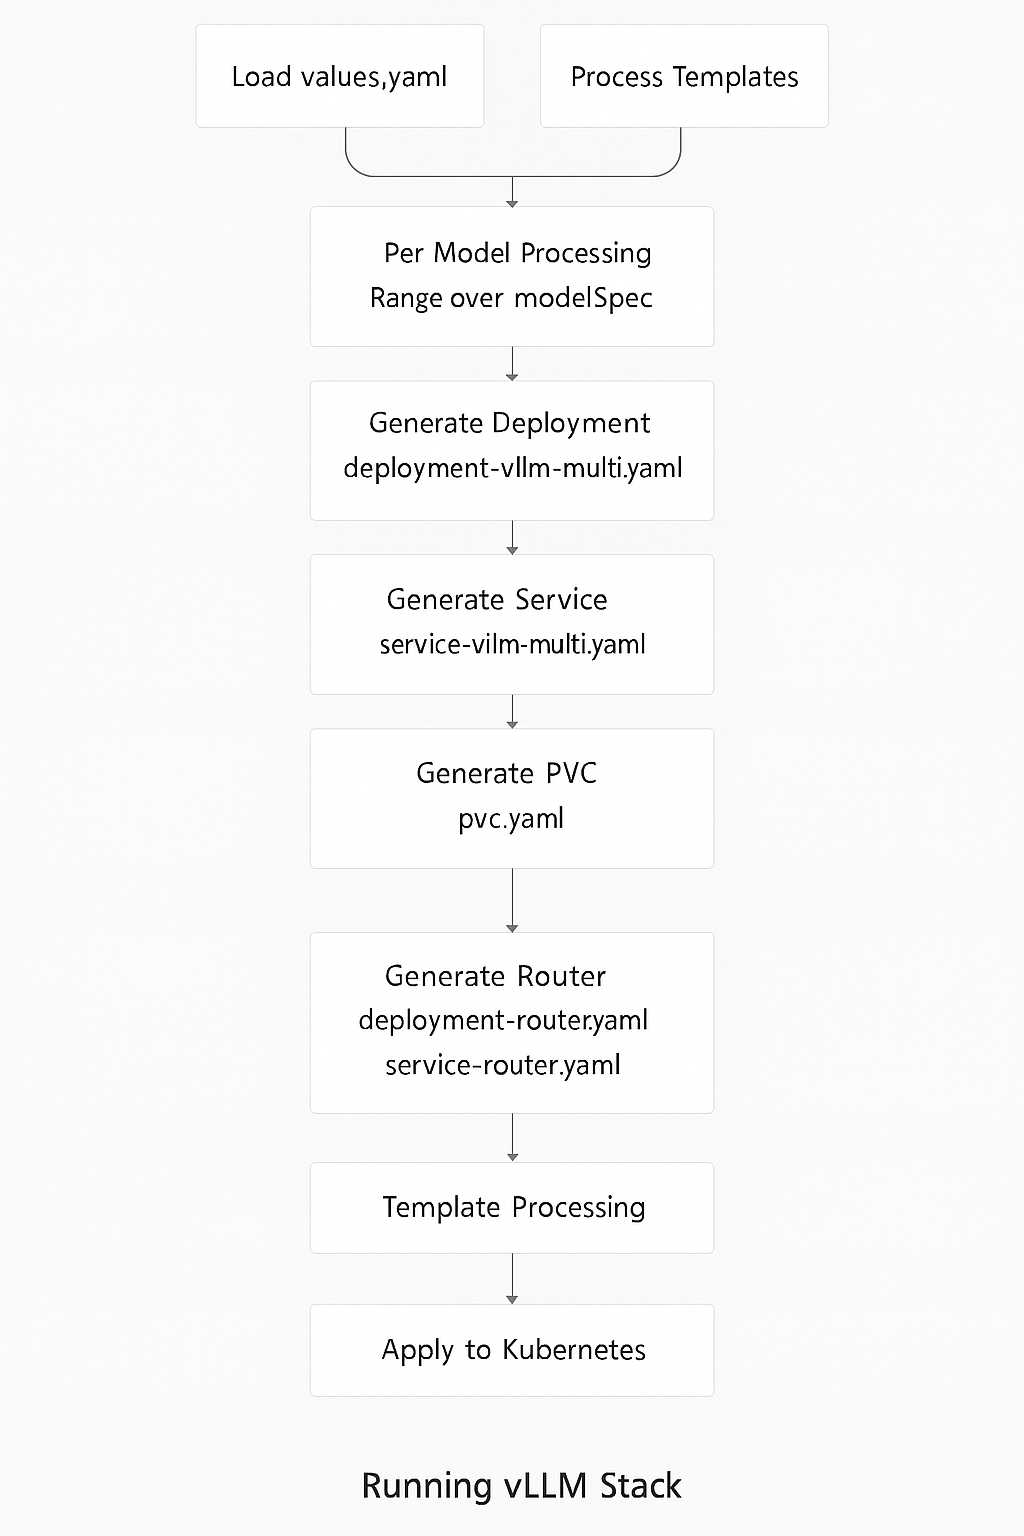 Load values,yaml
Process Templates
Per Model Processing
Range over modelSpec
Generate Deployment
deployment-vllm-multi.yaml
Generate Service
service-vilm-multi.yaml
Generate PVC
pvc.yaml
Generate Router
deployment-router.yaml
service-router.yaml
Template Processing
Apply to Kubernetes
Running vLLM Stack